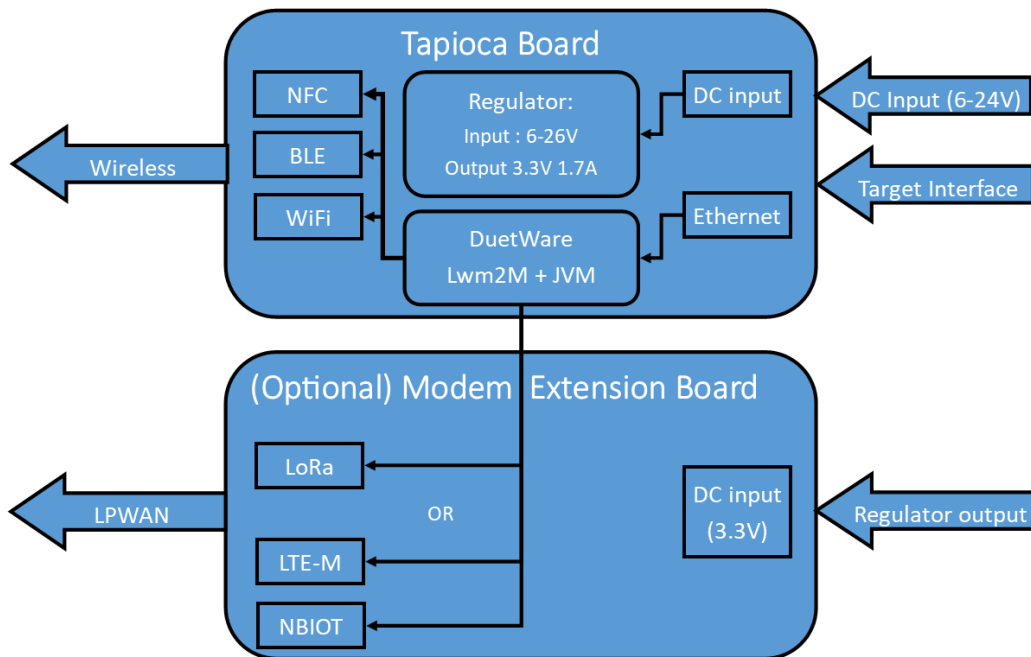 Tapioca Board
NFC
BLE
WiFi
Regulator:
Input : 6-26V
Output 3.3V 1.7A
DuetWare
Lwm2M + JVM
DC input
Ethernet
DC Input (6-24V)
Target Interface
Wireless
(Optional) Modem Extension Board
LoRa
OR
LTE-M
NBIOT
DC input
(3.3V)
Regulator output
LPWAN